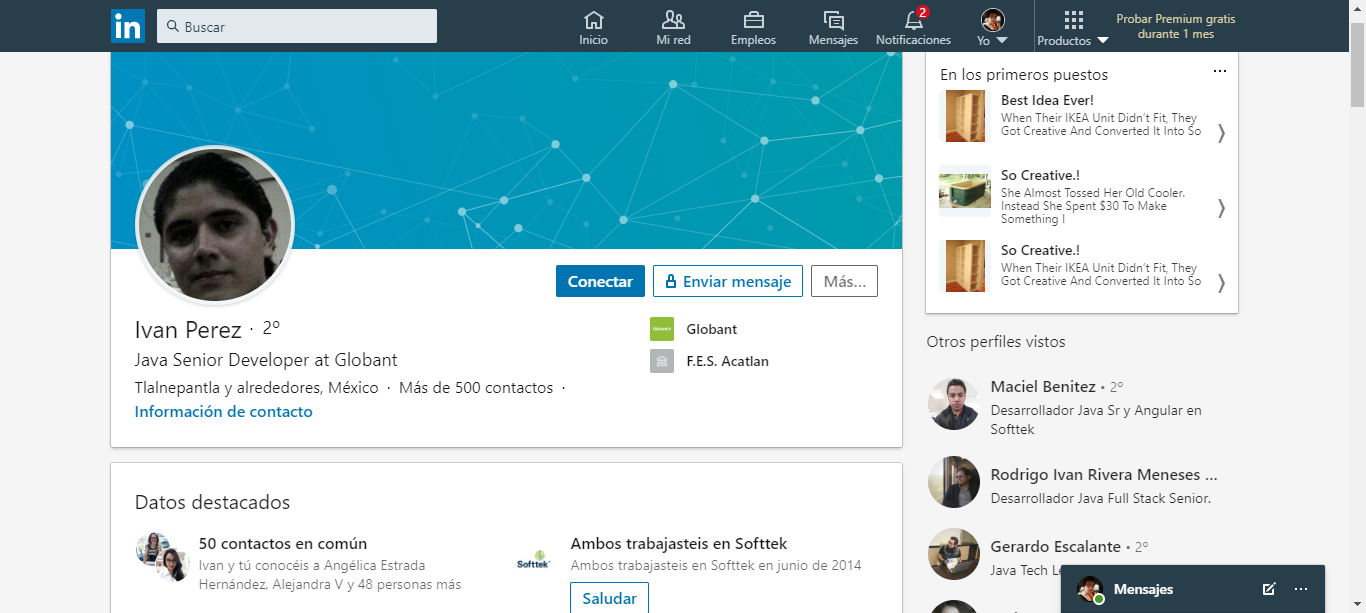 in
Buscar
Inicio
Mi red
Empleos
Mensajes
2
Notificaciones
Yo
Productos
Probar Premium gratis
durante 1 mes
Conectar
Enviar mensaje
Más...
Ivan Perez · 2º
Java Senior Developer at Globant
Tlalnepantla y alrededores, México · Más de 500 contactos ·
Información de contacto
Globant
F.E.S. Acatlan
Datos destacados
50 contactos en común
Ivan y tú conocéis a Angélica Estrada
Hernández, Alejandra V y 48 personas más
Softtek
Ambos trabajasteis en Softtek
Ambos trabajasteis en Softtek en junio de 2014
Saludar
En los primeros puestos
...
Best Idea Ever!
When Their IKEA Unit Didn’t Fit, They
Got Creative And Converted It Into So
So Creative.!
She Almost Tossed Her Old Cooler.
Instead She Spent $30 To Make
Something I
So Creative.!
When Their IKEA Unit Didn’t Fit, They
Got Creative And Converted It Into So
Otros perfiles vistos
Maciel Benitez • 2º
Desarrollador Java Sr y Angular en
Softtek
Rodrigo Ivan Rivera Meneses ...
Desarrollador Java Full Stack Senior.
Gerardo Escalante • 2º
Java Tech Le
Mensajes
...